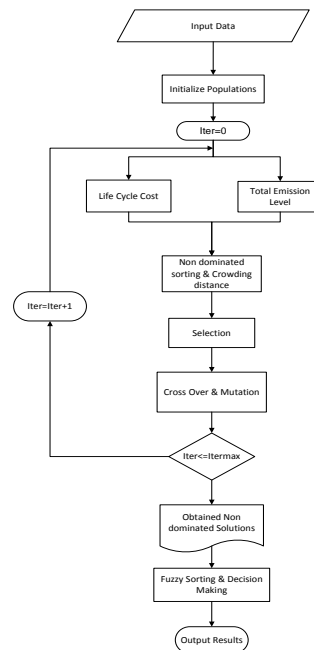 Input Data
Initialize Populations
Iter=0
Life Cycle Cost
Total Emission
Level
Non dominated
sorting & Crowding
distance
Iter=Iter+1
Selection
Cross Over & Mutation
Iter<=Itermax
Obtained Non
dominated Solutions
Fuzzy Sorting & Decision
Making
Output Results